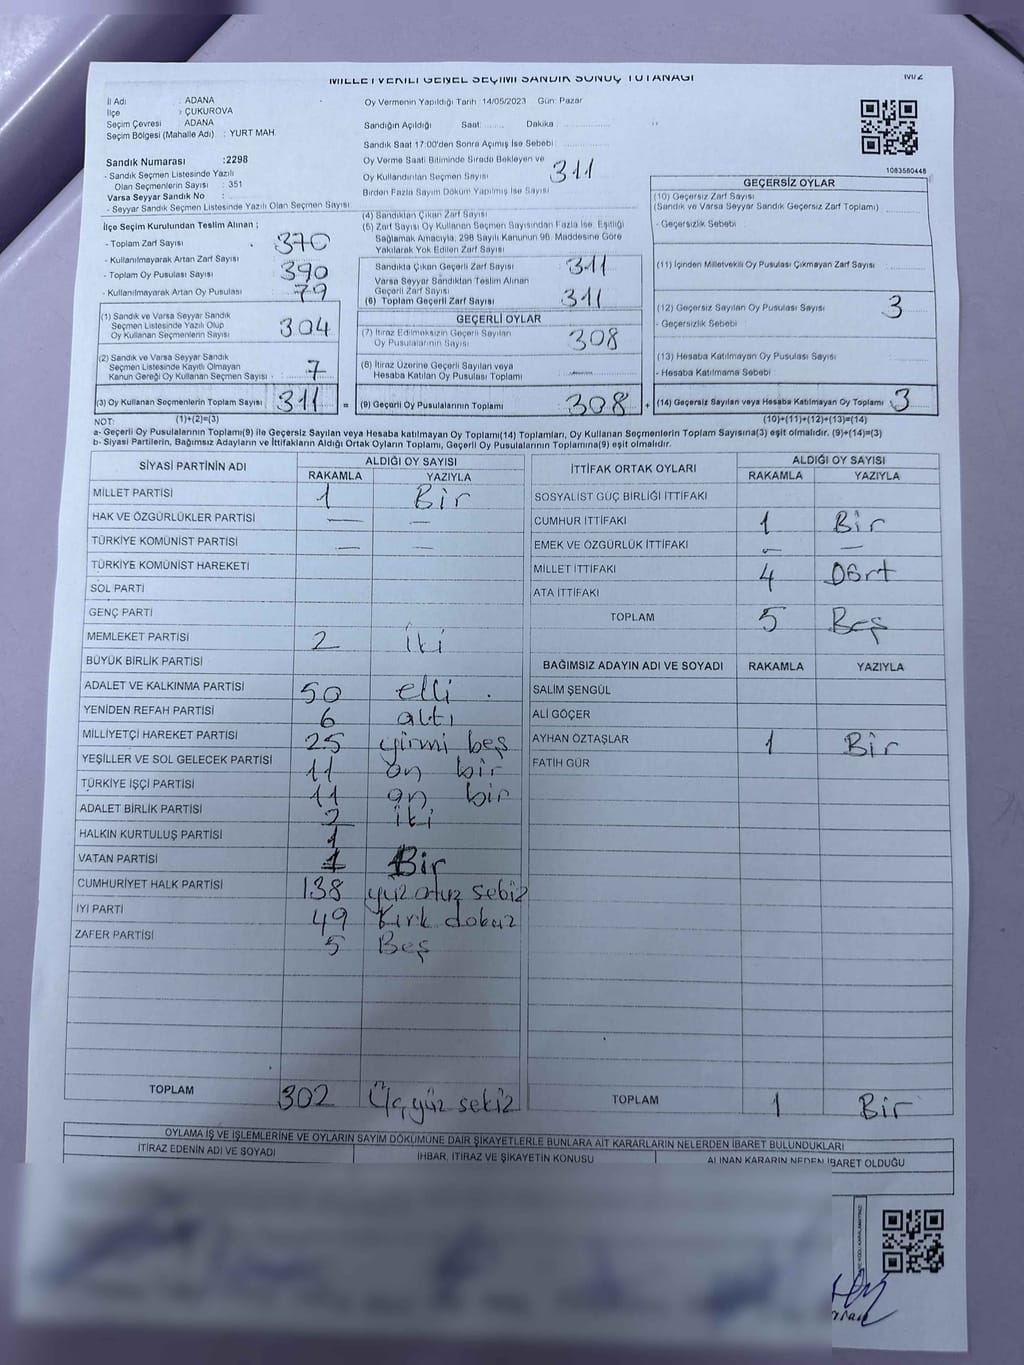 MİLLETVEKİLİ GENEL SEÇİMİ SANDIK SONUÇ TUTANAĞI
İl Adı : ADANA
İlçe : ÇUKUROVA
Seçim Çevresi : ADANA
Seçim Bölgesi (Mahalle Adı) : YURT MAH.
Sandık Numarası :2298
- Sandık Seçmen Listesinde Yazılı
Olan Seçmenlerin Sayısı : 351
Varsa Seyyar Sandık No :
- Seyyar Sandık Seçmen Listesinde Yazılı Olan Seçmen Sayısı
Oy Vermenin Yapıldığı Tarih :14/05/2023 Gün: Pazar
Sandığın Açıldığı Saat: Dakika
Sandık Saat 17:00'den Sonra Açımış İse Sebebi:
Oy Verme Saati Bitiminde Sırada Bekleyen ve
Oy Kullandırılan Seçmen Sayısı 311
Birden Fazla Sayım Döküm Yapılmış İse Sayısı
1083580448
İlçe Seçim Kurulundan Teslim Alınan ;
- Toplam Zarf Sayısı 370
- Kullanılmayarak Artan Zarf Sayısı
- Toplam Oy Pusulası Sayısı 390
- Kullanılmayarak Artan Oy Pusulası 79
(1) Sandık ve Varsa Seyyar Sandık
Seçmen Listesinde Yazılı Olup
Oy Kullanan Seçmenlerin Sayısı 304
(2) Sandık ve Varsa Seyyar Sandık
Seçmen Listesinde Kayıtlı Olmayan
Kanun Gereği Oy Kullanan Seçmen Sayısı 7
(3) Oy Kullanan Seçmenlerin Toplam Sayısı 311 =
(4) Sandıktan Çıkan Zarf Sayısı
(5) Zarf Sayısı Oy Kullanan Seçmen Sayısından Fazla İse, Eşitliği
Sağlamak Amacıyla, 298 Sayılı Kanunun 98. Maddesine Göre
Yakılarak Yok Edilen Zarf Sayısı
Sandıkta Çıkan Geçerli Zarf Sayısı 311
Varsa Seyyar Sandıktan Teslim Alınan
Geçerli Zarf Sayısı
(6) Toplam Geçerli Zarf Sayısı 311
GEÇERLİ OYLAR
(7) İtiraz Edilmeksizin Geçerli Sayılan
Oy Pusulalarının Sayısı 308
(8) İtiraz Üzerine Geçerli Sayılan veya
Hesaba Katılan Oy Pusulası Toplamı —
(9) Geçerli Oy Pusulalarının Toplamı 308 +
GEÇERSİZ OYLAR
(10) Geçersiz Zarf Sayısı
(Sandık ve Varsa Seyyar Sandık Geçersiz Zarf Toplamı)
- Geçersizlik Sebebi
(11) İçinden Milletvekili Oy Pusulası Çıkmayan Zarf Sayısı
(12) Geçersiz Sayılan Oy Pusulası Sayısı 3
- Geçersizlik Sebebi
(13) Hesaba Katılmayan Oy Pusulası Sayısı
- Hesaba Katılmama Sebebi
(14) Geçersiz Sayılan veya Hesaba Katılmayan Oy Toplamı 3
NOT: (1)+(2)=(3) (10)+(11)+(12)+(13)=(14)
a- Geçerli Oy Pusulalarının Toplamı(9) ile Geçersiz Sayılan veya Hesaba katılmayan Oy Toplamı(14) Toplamları, Oy Kullanan Seçmenlerin Toplam Sayısına(3) eşit olmalıdır. (9)+(14)=(3)
b- Siyasi Partilerin, Bağımsız Adayların ve İttifakların Aldığı Ortak Oyların Toplamı, Geçerli Oy Pusulalarının Toplamına(9) eşit olmalıdır.
SİYASİ PARTİNİN ADI ALDIĞI OY SAYISI
RAKAMLA YAZIYLA
MİLLET PARTİSİ 1 Bir
HAK VE ÖZGÜRLÜKLER PARTİSİ — —
TÜRKİYE KOMÜNİST PARTİSİ — —
TÜRKİYE KOMÜNİST HAREKETİ
SOL PARTİ
GENÇ PARTİ
MEMLEKET PARTİSİ 2 iki
BÜYÜK BİRLİK PARTİSİ
ADALET VE KALKINMA PARTİSİ 50 elli
YENİDEN REFAH PARTİSİ 6 altı
MİLLİYETÇİ HAREKET PARTİSİ 25 yirmi beş
YEŞİLLER VE SOL GELECEK PARTİSİ 11 on bir
TÜRKİYE İŞÇİ PARTİSİ 11 on bir
ADALET BİRLİK PARTİSİ 2 iki
HALKIN KURTULUŞ PARTİSİ 1
VATAN PARTİSİ 1 Bir
CUMHURİYET HALK PARTİSİ 138 yüz otuz sekiz
İYİ PARTİ 49 Kırk dokuz
ZAFER PARTİSİ 5 Beş
TOPLAM 302 Üçyüz sekiz
İTTİFAK ORTAK OYLARI ALDIĞI OY SAYISI
RAKAMLA YAZIYLA
SOSYALİST GÜÇ BİRLİĞİ İTTİFAKI
CUMHUR İTTİFAKI 1 Bir
EMEK VE ÖZGÜRLÜK İTTİFAKI — —
MİLLET İTTİFAKI 4 Dört
ATA İTTİFAKI
TOPLAM 5 Beş
BAĞIMSIZ ADAYIN ADI VE SOYADI RAKAMLA YAZIYLA
SALİM ŞENGÜL
ALİ GÖÇER
AYHAN ÖZTAŞLAR 1 Bir
FATİH GÜR
TOPLAM 1 Bir
OYLAMA İŞ VE İŞLEMLERİNE VE OYLARIN SAYIM DÖKÜMÜNE DAİR ŞİKAYETLERLE BUNLARA AİT KARARLARIN NELERDEN İBARET BULUNDUKLARI
İTİRAZ EDENİN ADI VE SOYADI İHBAR, İTİRAZ VE ŞİKAYETİN KONUSU ALINAN KARARIN NEDEN İBARET OLDUĞU